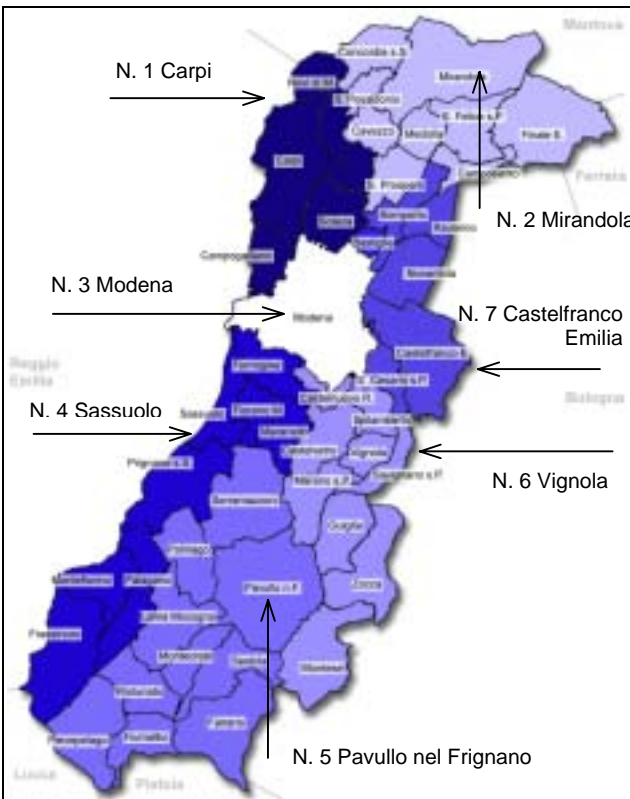 Mantova
Concordia s.S.
N. 1 Carpi
Mirandola
S. Possidonio
S. Felice s.P.
Finale E.
Cavezzo
Medolla
Carpi
Camposanto
Ferrara
S. Prospero
N. 2 Mirandola
Bomporto
Soliera
Ravarino
Bastiglia
Campogalliano
Nonantola
N. 3 Modena
Modena
N. 7 Castelfranco
Emilia
Reggio
Emilia
Castelfranco E.
Formigine
S. Cesario s.P.
Castelnuovo R.
Bologna
N. 4 Sassuolo
Sassuolo
Fiorano M.
Spilamberto
Maranello
Castelvetro
Vignola
Prignano s.S.
Savignano s.P.
N. 6 Vignola
Marano s.P.
Serramazzoni
Guiglia
Polinago
Zocca
Montefiorino
Palagano
Pavullo n.F.
Lama Mocogno
Frassinoro
Montecreto
Sestola
Montese
Riolunato
Fanano
Pievepelago
Fiumalbo
N. 5 Pavullo nel Frignano
Lucca
Pistoia